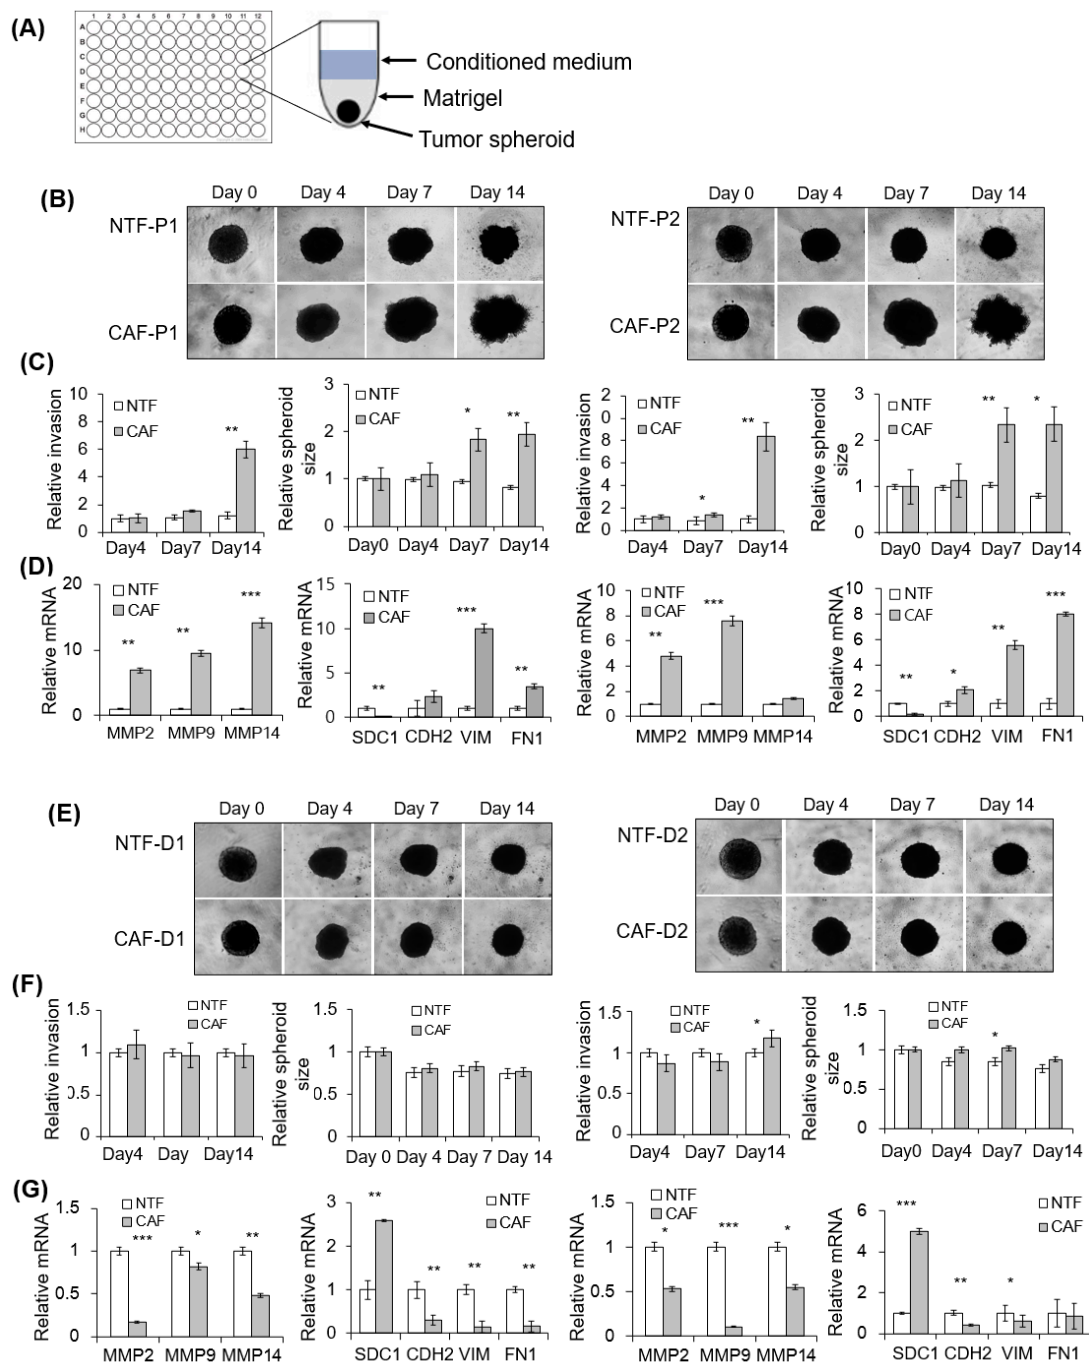 (A)
1 2 3 4 5 6 7 8 9 10 11 12
A
B
C
D
E
F
G
H
Conditioned medium
Matrigel
Tumor spheroid
(B)
Day 0 Day 4 Day 7 Day 14
NTF-P1
CAF-P1
Day 0 Day 4 Day 7 Day 14
NTF-P2
CAF-P2
(C)
Relative invasion
10
8
6
4
2
0
NTF
CAF
**
Day4 Day7 Day14
Relative spheroid
size
3
2
1
0
NTF
CAF
* **
Day0 Day4 Day7 Day14
Relative invasion
2
0
8
6
4
2
0
NTF
CAF
* **
Day4 Day7 Day14
Relative spheroid
size
3
2
1
0
NTF
CAF
** *
Day0 Day4 Day7 Day14
(D)
Relative mRNA
20
10
0
NTF
CAF
** ** ***
MMP2 MMP9 MMP14
Relative mRNA
15
10
5
0
NTF
CAF
** *** **
SDC1 CDH2 VIM FN1
Relative mRNA
10
8
6
4
2
0
NTF
CAF
** ***
MMP2 MMP9 MMP14
Relative mRNA
10
8
6
4
2
0
NTF
CAF
** * ** ***
SDC1 CDH2 VIM FN1
(E)
Day 0 Day 4 Day 7 Day 14
NTF-D1
CAF-D1
Day 0 Day 4 Day 7 Day 14
NTF-D2
CAF-D2
(F)
Relative invasion
1.5
1
0.5
0
NTF
CAF
Day4 Day Day14
Relative spheroid
size
1.5
1
0.5
0
NTF
CAF
Day 0 Day 4 Day 7 Day 14
Relative invasion
1.5
1
0.5
0
NTF
CAF
*
Day4 Day7 Day14
Relative spheroid
size
1.5
1
0.5
0
NTF
CAF
*
Day0 Day4 Day7 Day14
(G)
Relative mRNA
1.5
1
0.5
0
NTF
CAF
*** * **
MMP2 MMP9 MMP14
Relative mRNA
3
2
1
0
NTF
CAF
** ** ** **
SDC1 CDH2 VIM FN1
Relative mRNA
1.5
1
0.5
0
NTF
CAF
* *** *
MMP2 MMP9 MMP14
Relative mRNA
6
4
2
0
NTF
CAF
*** ** *
SDC1 CDH2 VIM FN1